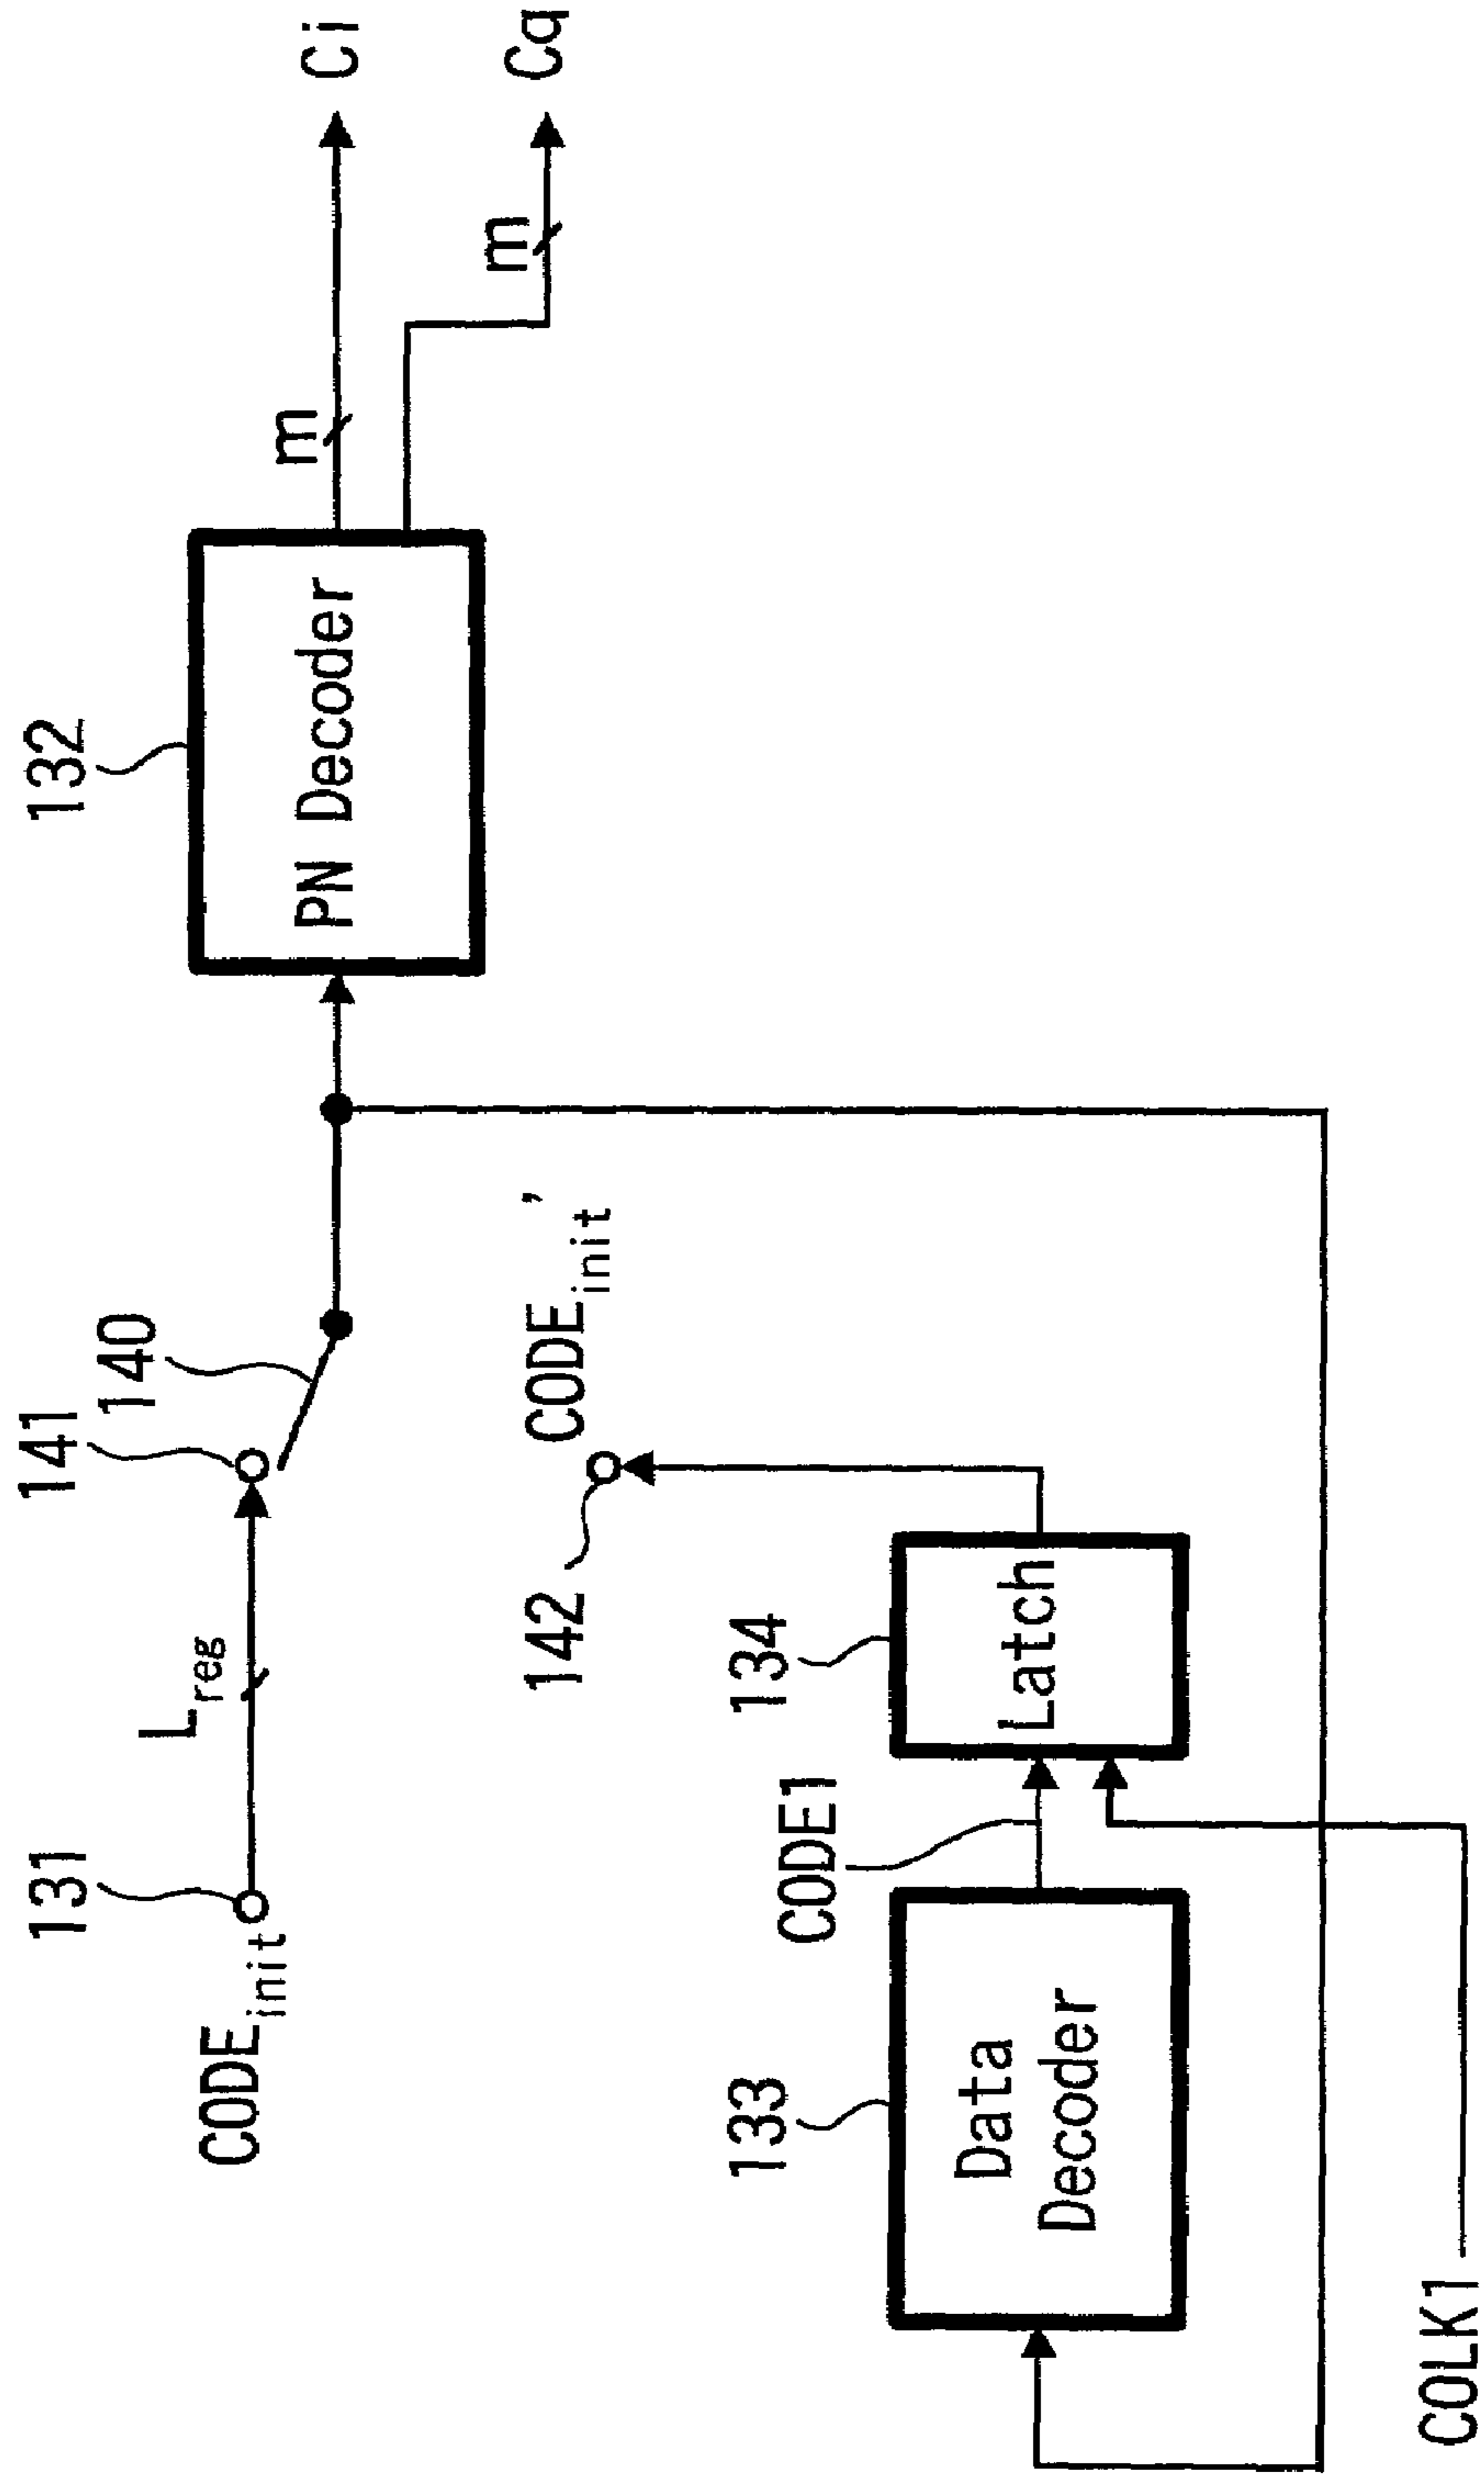 131
CODEinit
Lreg
141
140
132
PN Decoder
m
Ci
m
Cq
142
CODEinit'
133
Data
Decoder
CODE1
134
Latch
COLK1